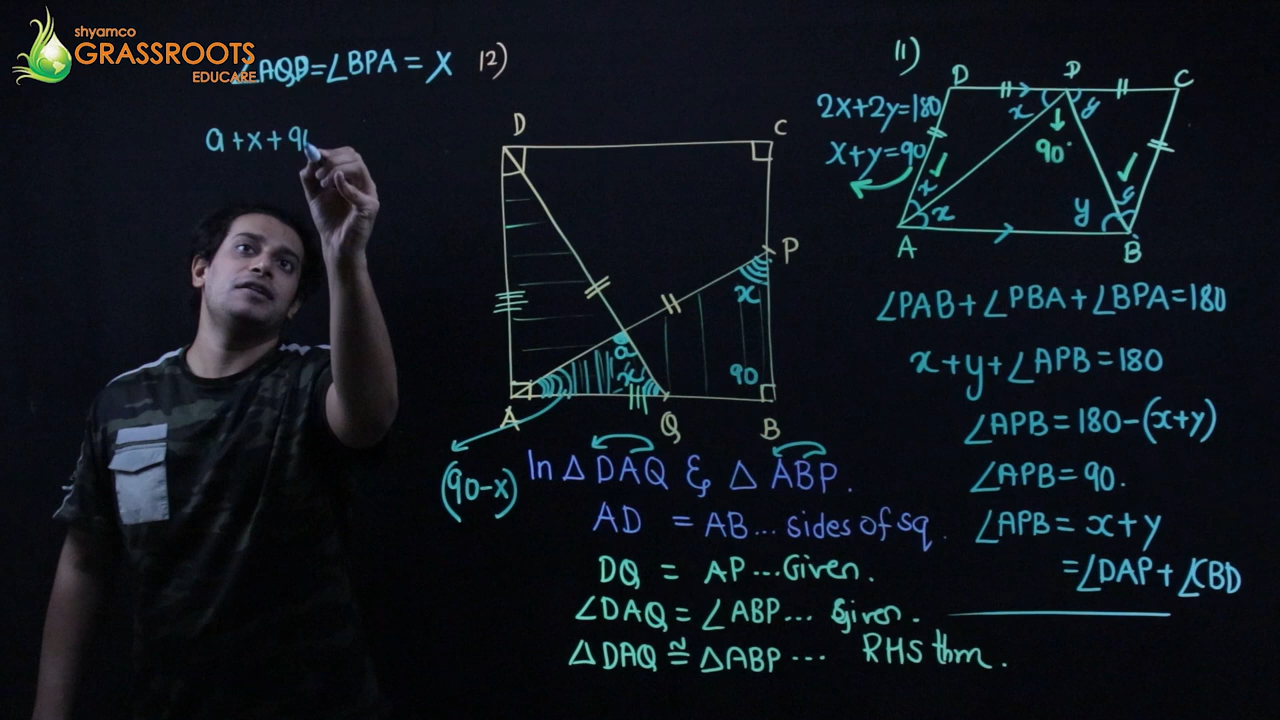 shyamco
GRASSROOTS
EDUCARE
∠AQD=∠BPA = X
a+x+90
12)
D
C
P
x
a
x
90
A
Q
B
(90-x)
In △ DAQ & △ ABP.
AD = AB... sides of sq.
DQ = AP...Given.
∠DAQ = ∠ABP... Given.
△DAQ ≅ △ABP... RHS thm.
11)
D
P
C
2x+2y=180
x+y=90
x
y
90°
x
y
x
y
A
B
∠PAB+∠PBA+∠BPA=180
x+y+∠APB=180
∠APB=180-(x+y)
∠APB=90.
∠APB= x+y
=∠DAP+∠CBD